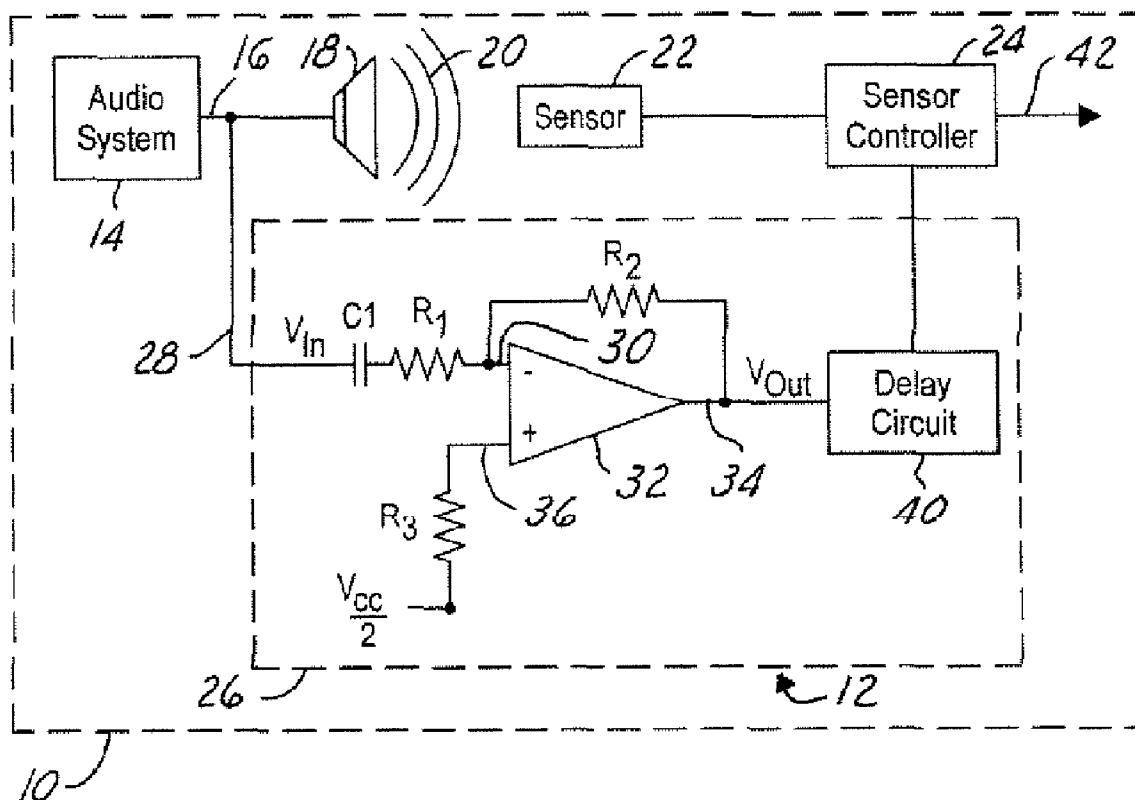 16
18
20
22
24
42
Audio
System
Sensor
Sensor
Controller
14
R2
28
VIn
C1
R1
30
-
+
VOut
Delay
Circuit
32
34
36
40
R3
Vcc
2
26
12
10